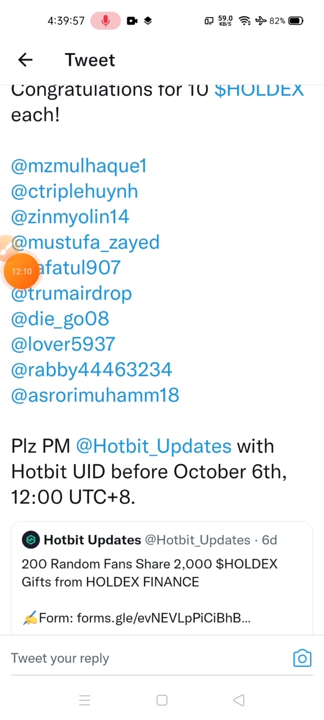 4:39:57 59.0 KB/S 82%
Tweet
Congratulations for 10 $HOLDEX
each!
@mzmulhaque1
@ctriplehuynh
@zinmyolin14
@mustufa_zayed
afatul907
12:10
@trumairdrop
@die_go08
@lover5937
@rabby44463234
@asrorimuhamm18
Plz PM @Hotbit_Updates with
Hotbit UID before October 6th,
12:00 UTC+8.
Hotbit Updates @Hotbit_Updates · 6d
200 Random Fans Share 2,000 $HOLDEX
Gifts from HOLDEX FINANCE
✍️Form: forms.gle/evNEVLpPiCiBhB...
Tweet your reply